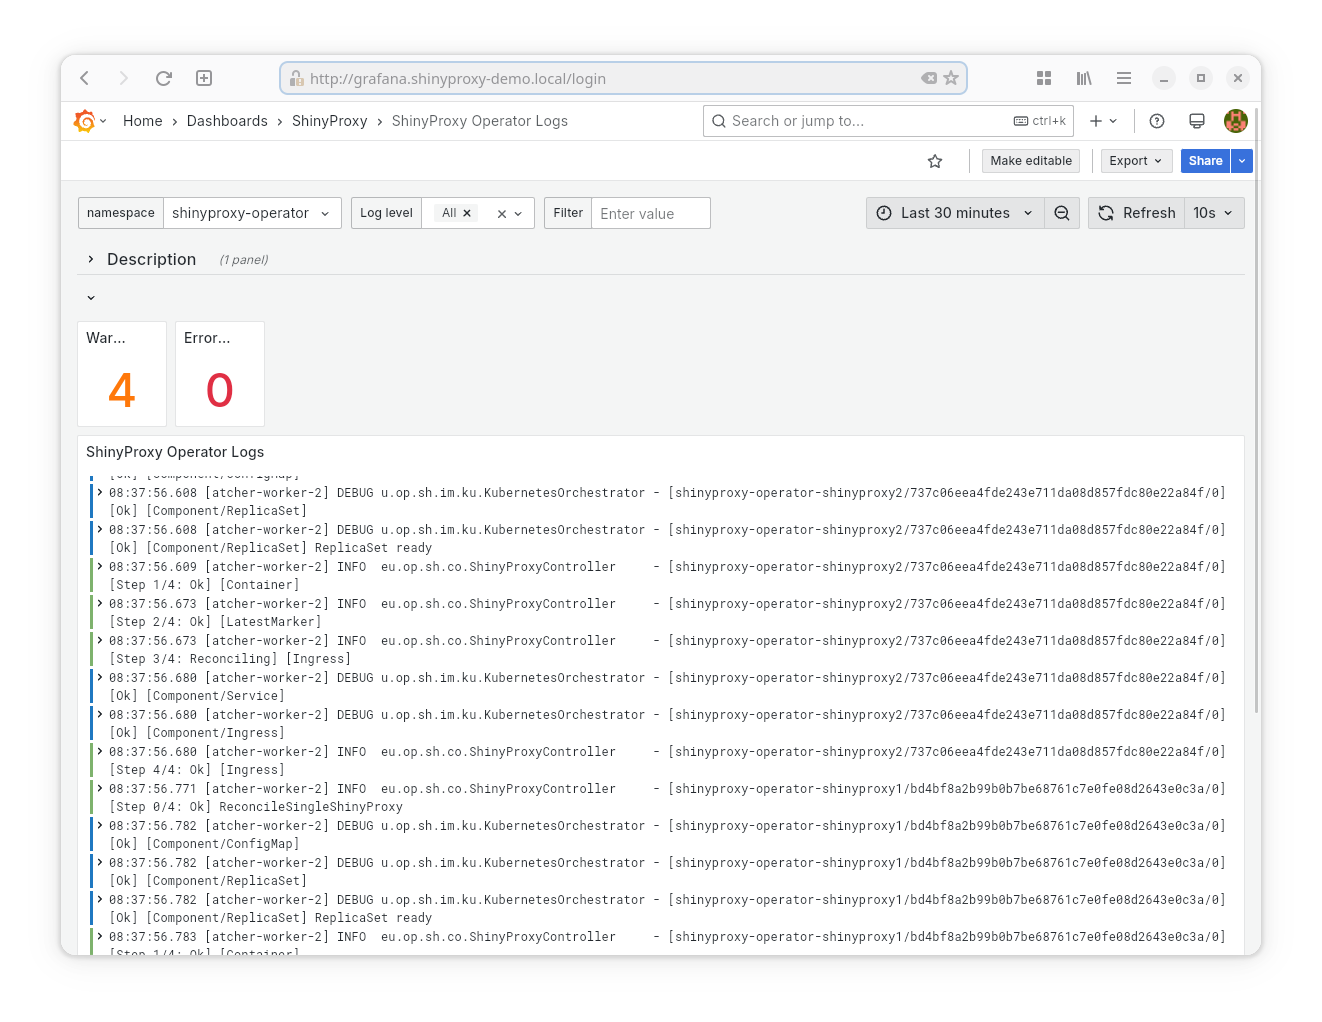 http://grafana.shinyproxy-demo.local/login
Home › Dashboards › ShinyProxy › ShinyProxy Operator Logs
Search or jump to...
ctrl+k
Make editable
Export
Share
namespace
shinyproxy-operator
Log level
All
Filter
Enter value
Last 30 minutes
Refresh
10s
Description
(1 panel)
War...
Error...
4
0
ShinyProxy Operator Logs
[Ok] [Component/ConfigMap]
08:37:56.608 [atcher-worker-2] DEBUG u.op.sh.im.ku.KubernetesOrchestrator - [shinyproxy-operator-shinyproxy2/737c06eea4fde243e711da08d857fdc80e22a84f/0]
[Ok] [Component/ReplicaSet]
08:37:56.608 [atcher-worker-2] DEBUG u.op.sh.im.ku.KubernetesOrchestrator - [shinyproxy-operator-shinyproxy2/737c06eea4fde243e711da08d857fdc80e22a84f/0]
[Ok] [Component/ReplicaSet] ReplicaSet ready
08:37:56.609 [atcher-worker-2] INFO  eu.op.sh.co.ShinyProxyController     - [shinyproxy-operator-shinyproxy2/737c06eea4fde243e711da08d857fdc80e22a84f/0]
[Step 1/4: Ok] [Container]
08:37:56.673 [atcher-worker-2] INFO  eu.op.sh.co.ShinyProxyController     - [shinyproxy-operator-shinyproxy2/737c06eea4fde243e711da08d857fdc80e22a84f/0]
[Step 2/4: Ok] [LatestMarker]
08:37:56.673 [atcher-worker-2] INFO  eu.op.sh.co.ShinyProxyController     - [shinyproxy-operator-shinyproxy2/737c06eea4fde243e711da08d857fdc80e22a84f/0]
[Step 3/4: Reconciling] [Ingress]
08:37:56.680 [atcher-worker-2] DEBUG u.op.sh.im.ku.KubernetesOrchestrator - [shinyproxy-operator-shinyproxy2/737c06eea4fde243e711da08d857fdc80e22a84f/0]
[Ok] [Component/Service]
08:37:56.680 [atcher-worker-2] DEBUG u.op.sh.im.ku.KubernetesOrchestrator - [shinyproxy-operator-shinyproxy2/737c06eea4fde243e711da08d857fdc80e22a84f/0]
[Ok] [Component/Ingress]
08:37:56.680 [atcher-worker-2] INFO  eu.op.sh.co.ShinyProxyController     - [shinyproxy-operator-shinyproxy2/737c06eea4fde243e711da08d857fdc80e22a84f/0]
[Step 4/4: Ok] [Ingress]
08:37:56.771 [atcher-worker-2] INFO  eu.op.sh.co.ShinyProxyController     - [shinyproxy-operator-shinyproxy1/bd4bf8a2b99b0b7be68761c7e0fe08d2643e0c3a/0]
[Step 0/4: Ok] ReconcileSingleShinyProxy
08:37:56.782 [atcher-worker-2] DEBUG u.op.sh.im.ku.KubernetesOrchestrator - [shinyproxy-operator-shinyproxy1/bd4bf8a2b99b0b7be68761c7e0fe08d2643e0c3a/0]
[Ok] [Component/ConfigMap]
08:37:56.782 [atcher-worker-2] DEBUG u.op.sh.im.ku.KubernetesOrchestrator - [shinyproxy-operator-shinyproxy1/bd4bf8a2b99b0b7be68761c7e0fe08d2643e0c3a/0]
[Ok] [Component/ReplicaSet]
08:37:56.782 [atcher-worker-2] DEBUG u.op.sh.im.ku.KubernetesOrchestrator - [shinyproxy-operator-shinyproxy1/bd4bf8a2b99b0b7be68761c7e0fe08d2643e0c3a/0]
[Ok] [Component/ReplicaSet] ReplicaSet ready
08:37:56.783 [atcher-worker-2] INFO  eu.op.sh.co.ShinyProxyController     - [shinyproxy-operator-shinyproxy1/bd4bf8a2b99b0b7be68761c7e0fe08d2643e0c3a/0]
[Step 1/4: Ok] [Container]